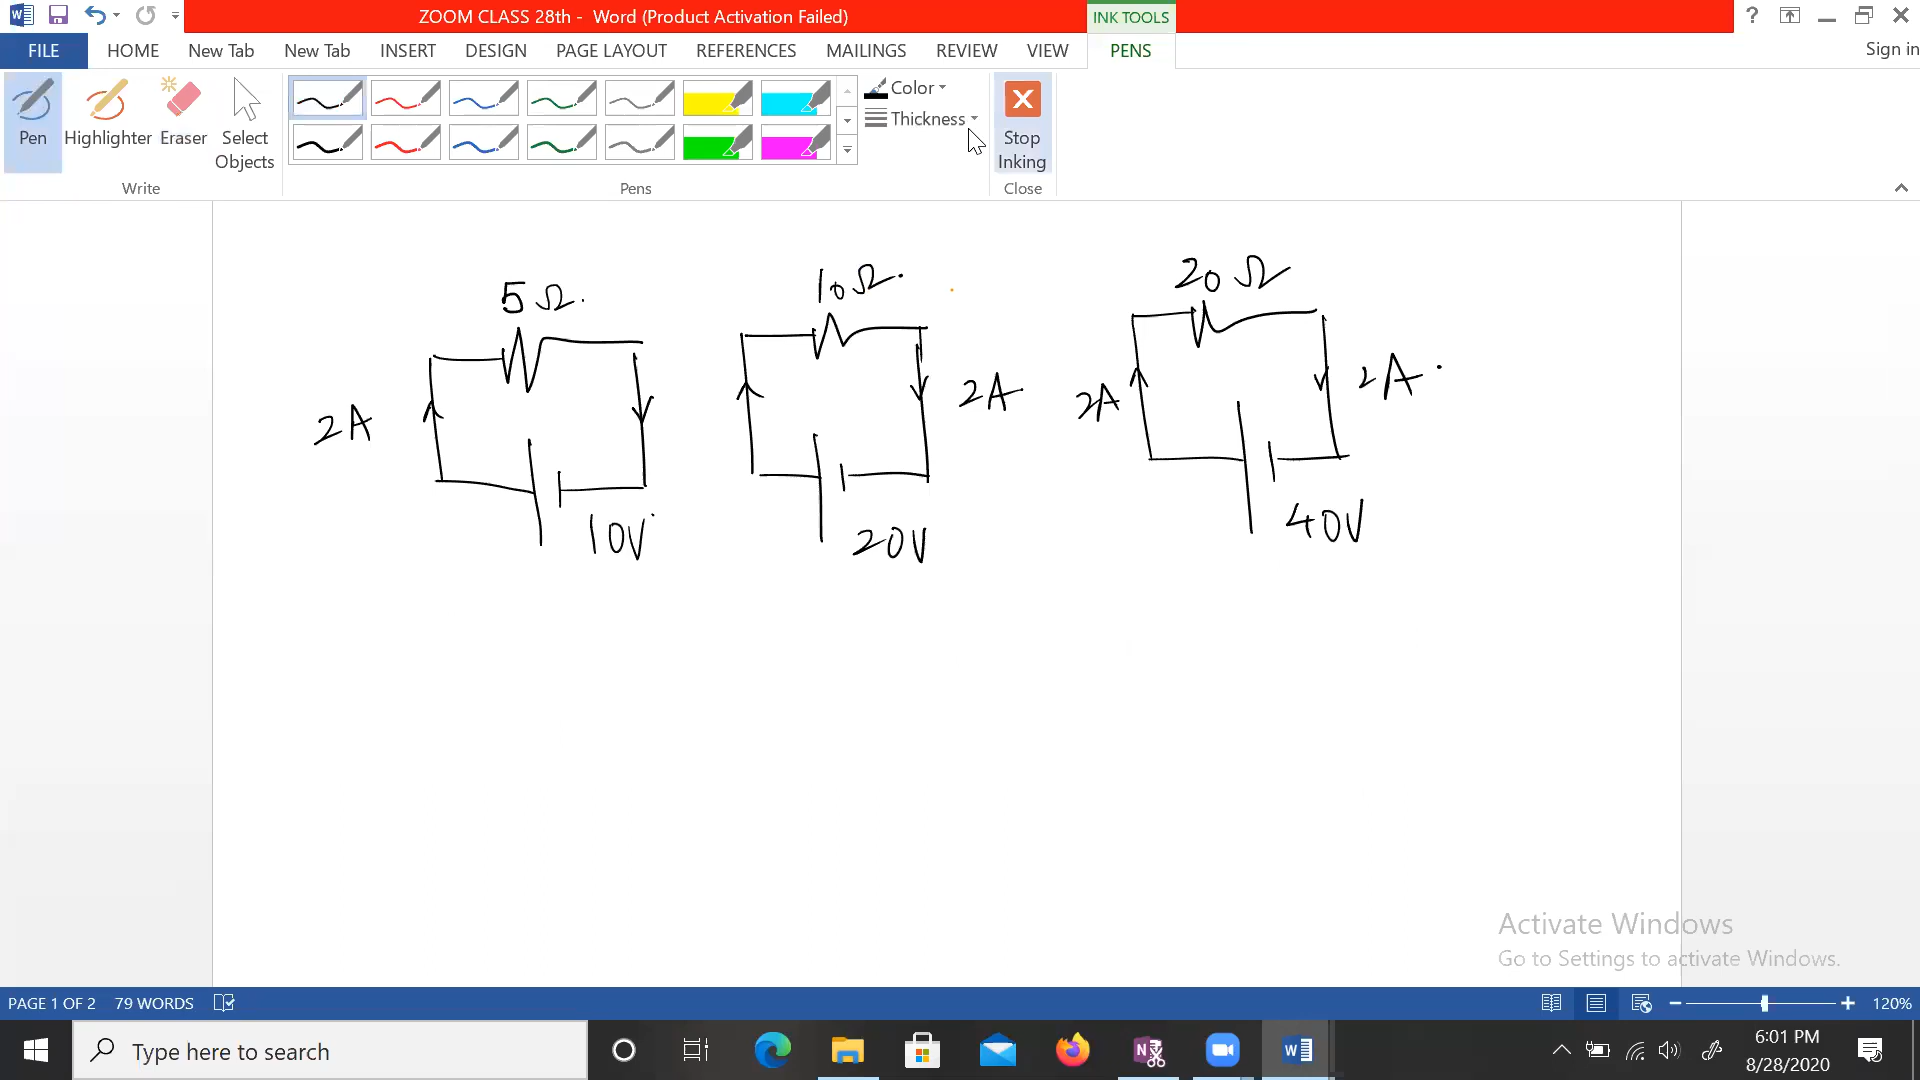 ZOOM CLASS 28th - Word (Product Activation Failed)
INK TOOLS
?
FILE HOME New Tab New Tab INSERT DESIGN PAGE LAYOUT REFERENCES MAILINGS REVIEW VIEW PENS
Sign in
Pen
Highlighter
Eraser
Select
Objects
Color
Thickness
Stop
Inking
Write
Pens
Close
5 Ω.
2A
10V
10Ω.
2A
20V
20 Ω
2A
2A.
40V
Activate Windows
Go to Settings to activate Windows.
PAGE 1 OF 2 79 WORDS
120%
Type here to search
6:01 PM
8/28/2020